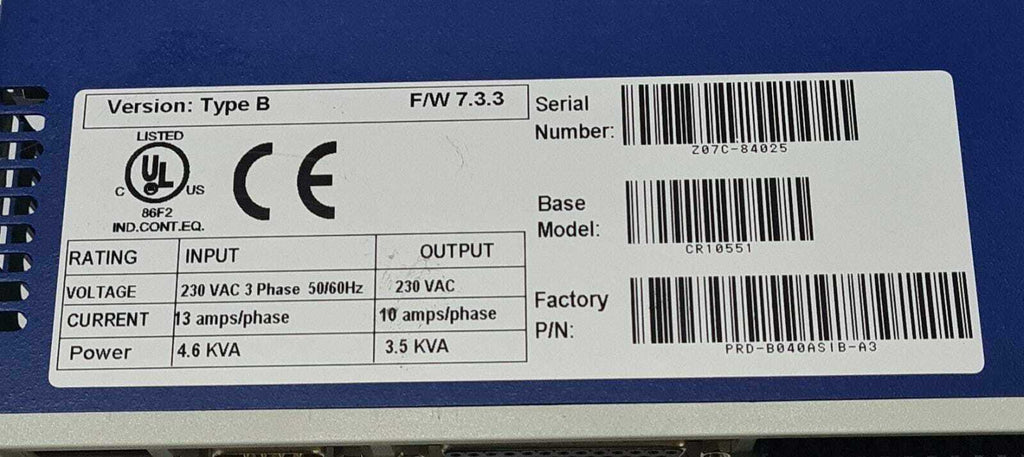 Version: Type B F/W 7.3.3
LISTED
UL
C US
86F2
IND.CONT.EQ.
CE
RATING INPUT OUTPUT
VOLTAGE 230 VAC 3 Phase 50/60Hz 230 VAC
CURRENT 13 amps/phase 10 amps/phase
Power 4.6 KVA 3.5 KVA
Serial
Number:
Z07C-84025
Base
Model:
CR10551
Factory
P/N:
PRD-B040ASIB-A3